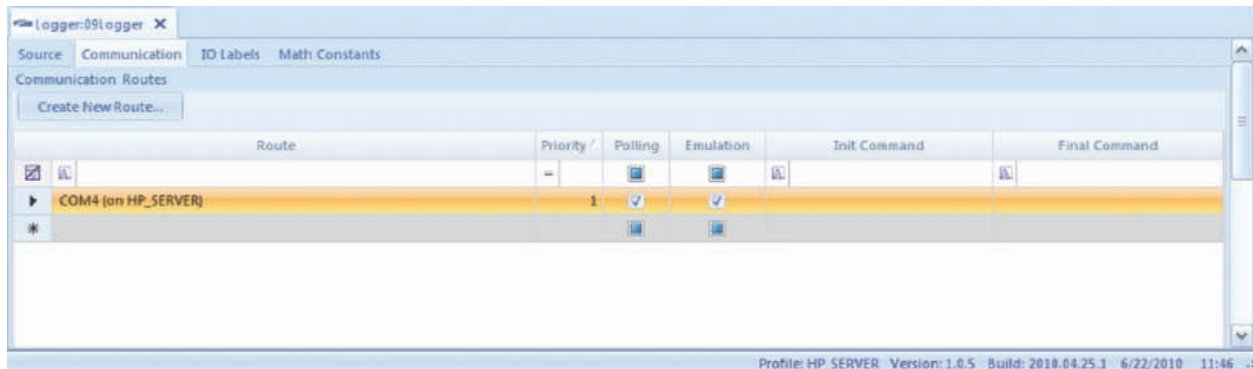 Logger:09Logger X
Source Communication IO Labels Math Constants
Communication Routes
Create New Route...
Route Priority Polling Emulation Init Command Final Command
=
COM4 (on HP_SERVER) 1
*
Profile: HP_SERVER Version: 1.0.5 Build: 2010.04.25.1 6/22/2010 11:46